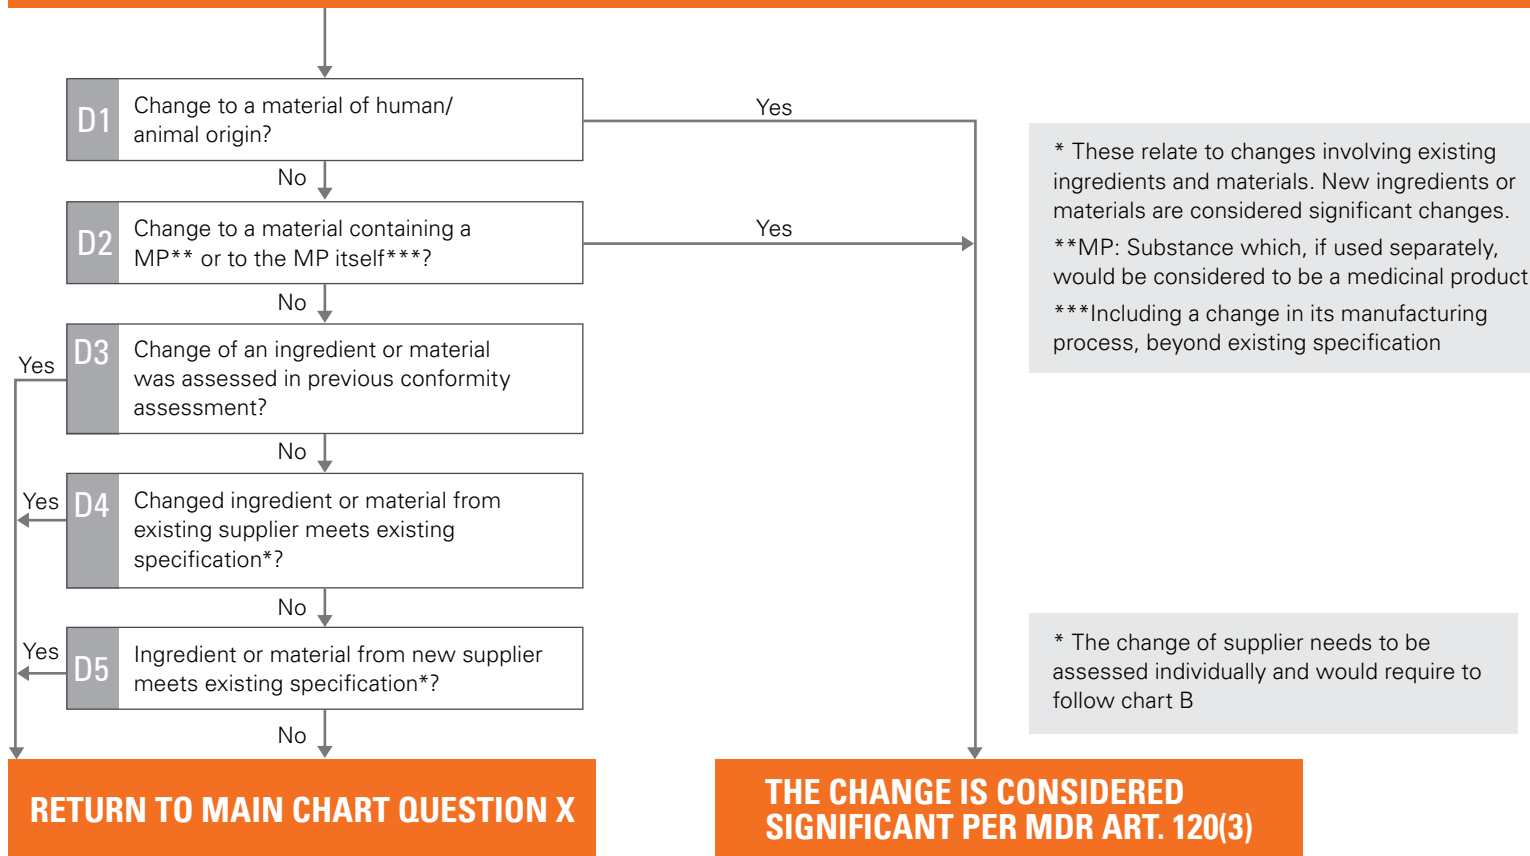 D1
Change to a material of human/
animal origin?
Yes
No
D2
Change to a material containing a
MP** or to the MP itself***?
Yes
No
* These relate to changes involving existing
ingredients and materials. New ingredients or
materials are considered significant changes.
**MP: Substance which, if used separately,
would be considered to be a medicinal product
***Including a change in its manufacturing
process, beyond existing specification
Yes
D3
Change of an ingredient or material
was assessed in previous conformity
assessment?
No
Yes
D4
Changed ingredient or material from
existing supplier meets existing
specification*?
No
Yes
D5
Ingredient or material from new supplier
meets existing specification*?
No
* The change of supplier needs to be
assessed individually and would require to
follow chart B
RETURN TO MAIN CHART QUESTION X
THE CHANGE IS CONSIDERED
SIGNIFICANT PER MDR ART. 120(3)